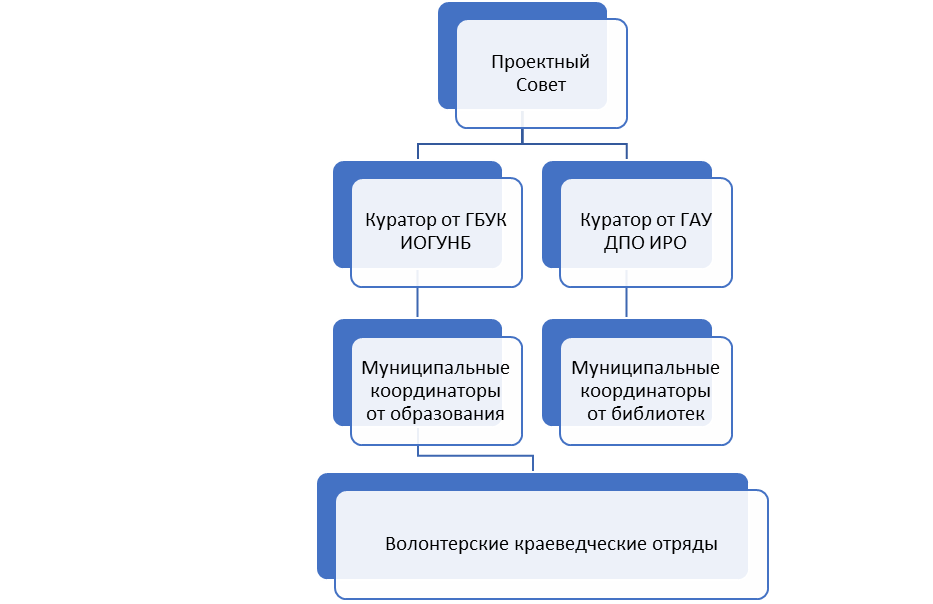 Проектный
Совет
Куратор от ГБУК
ИОГУНБ
Куратор от ГАУ
ДПО ИРО
Муниципальные
координаторы
от образования
Муниципальные
координаторы
от библиотек
Волонтерские краеведческие отряды